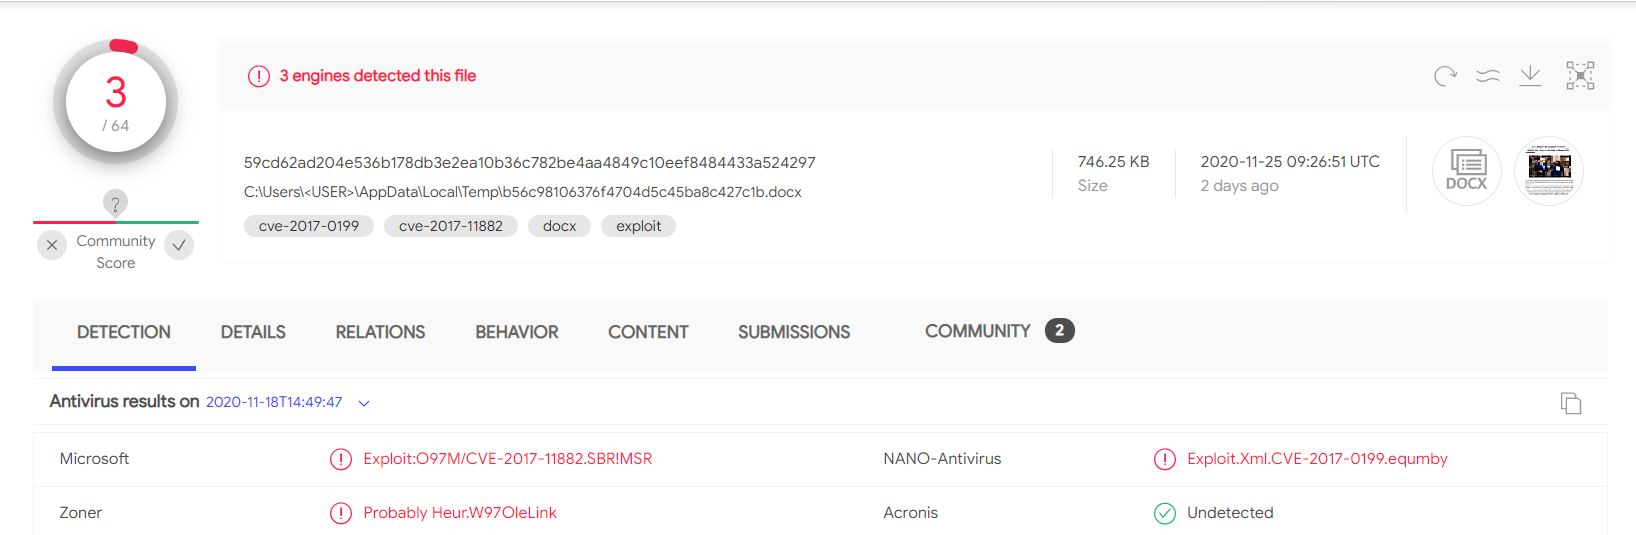 3
/ 64
?
Community
Score
3 engines detected this file
59cd62ad204e536b178db3e2ea10b36c782be4aa4849c10eef8484433a524297
C:\Users\<USER>\AppData\Local\Temp\b56c98106376f4704d5c45ba8c427c1b.docx
cve-2017-0199 cve-2017-11882 docx exploit
746.25 KB
Size
2020-11-25 09:26:51 UTC
2 days ago
DOCX
DETECTION DETAILS RELATIONS BEHAVIOR CONTENT SUBMISSIONS COMMUNITY 2
Antivirus results on 2020-11-18T14:49:47
Microsoft Exploit:O97M/CVE-2017-11882.SBR!MSR NANO-Antivirus Exploit.Xml.CVE-2017-0199.equmby
Zoner Probably Heur.W97OleLink Acronis Undetected